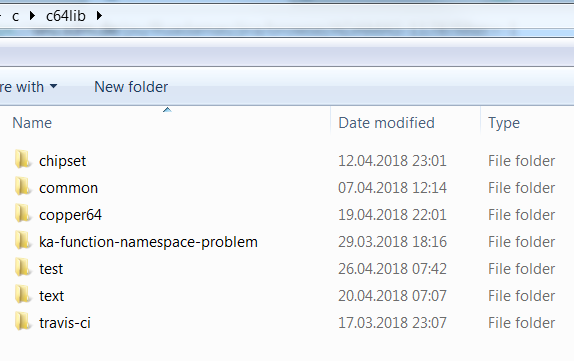 c c64lib
re with New folder
Name Date modified Type
chipset 12.04.2018 23:01 File folder
common 07.04.2018 12:14 File folder
copper64 19.04.2018 22:01 File folder
ka-function-namespace-problem 29.03.2018 18:16 File folder
test 26.04.2018 07:42 File folder
text 20.04.2018 07:07 File folder
travis-ci 17.03.2018 23:07 File folder